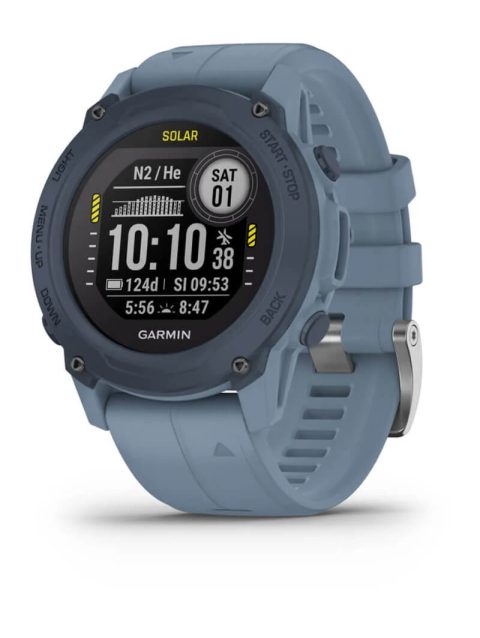 SOLAR
LIGHT
START·STOP
N2 / He
SAT
01
MENU·UP
10:10 38
124d SI 09:53
5:56 8:47
DOWN
BACK
GARMIN